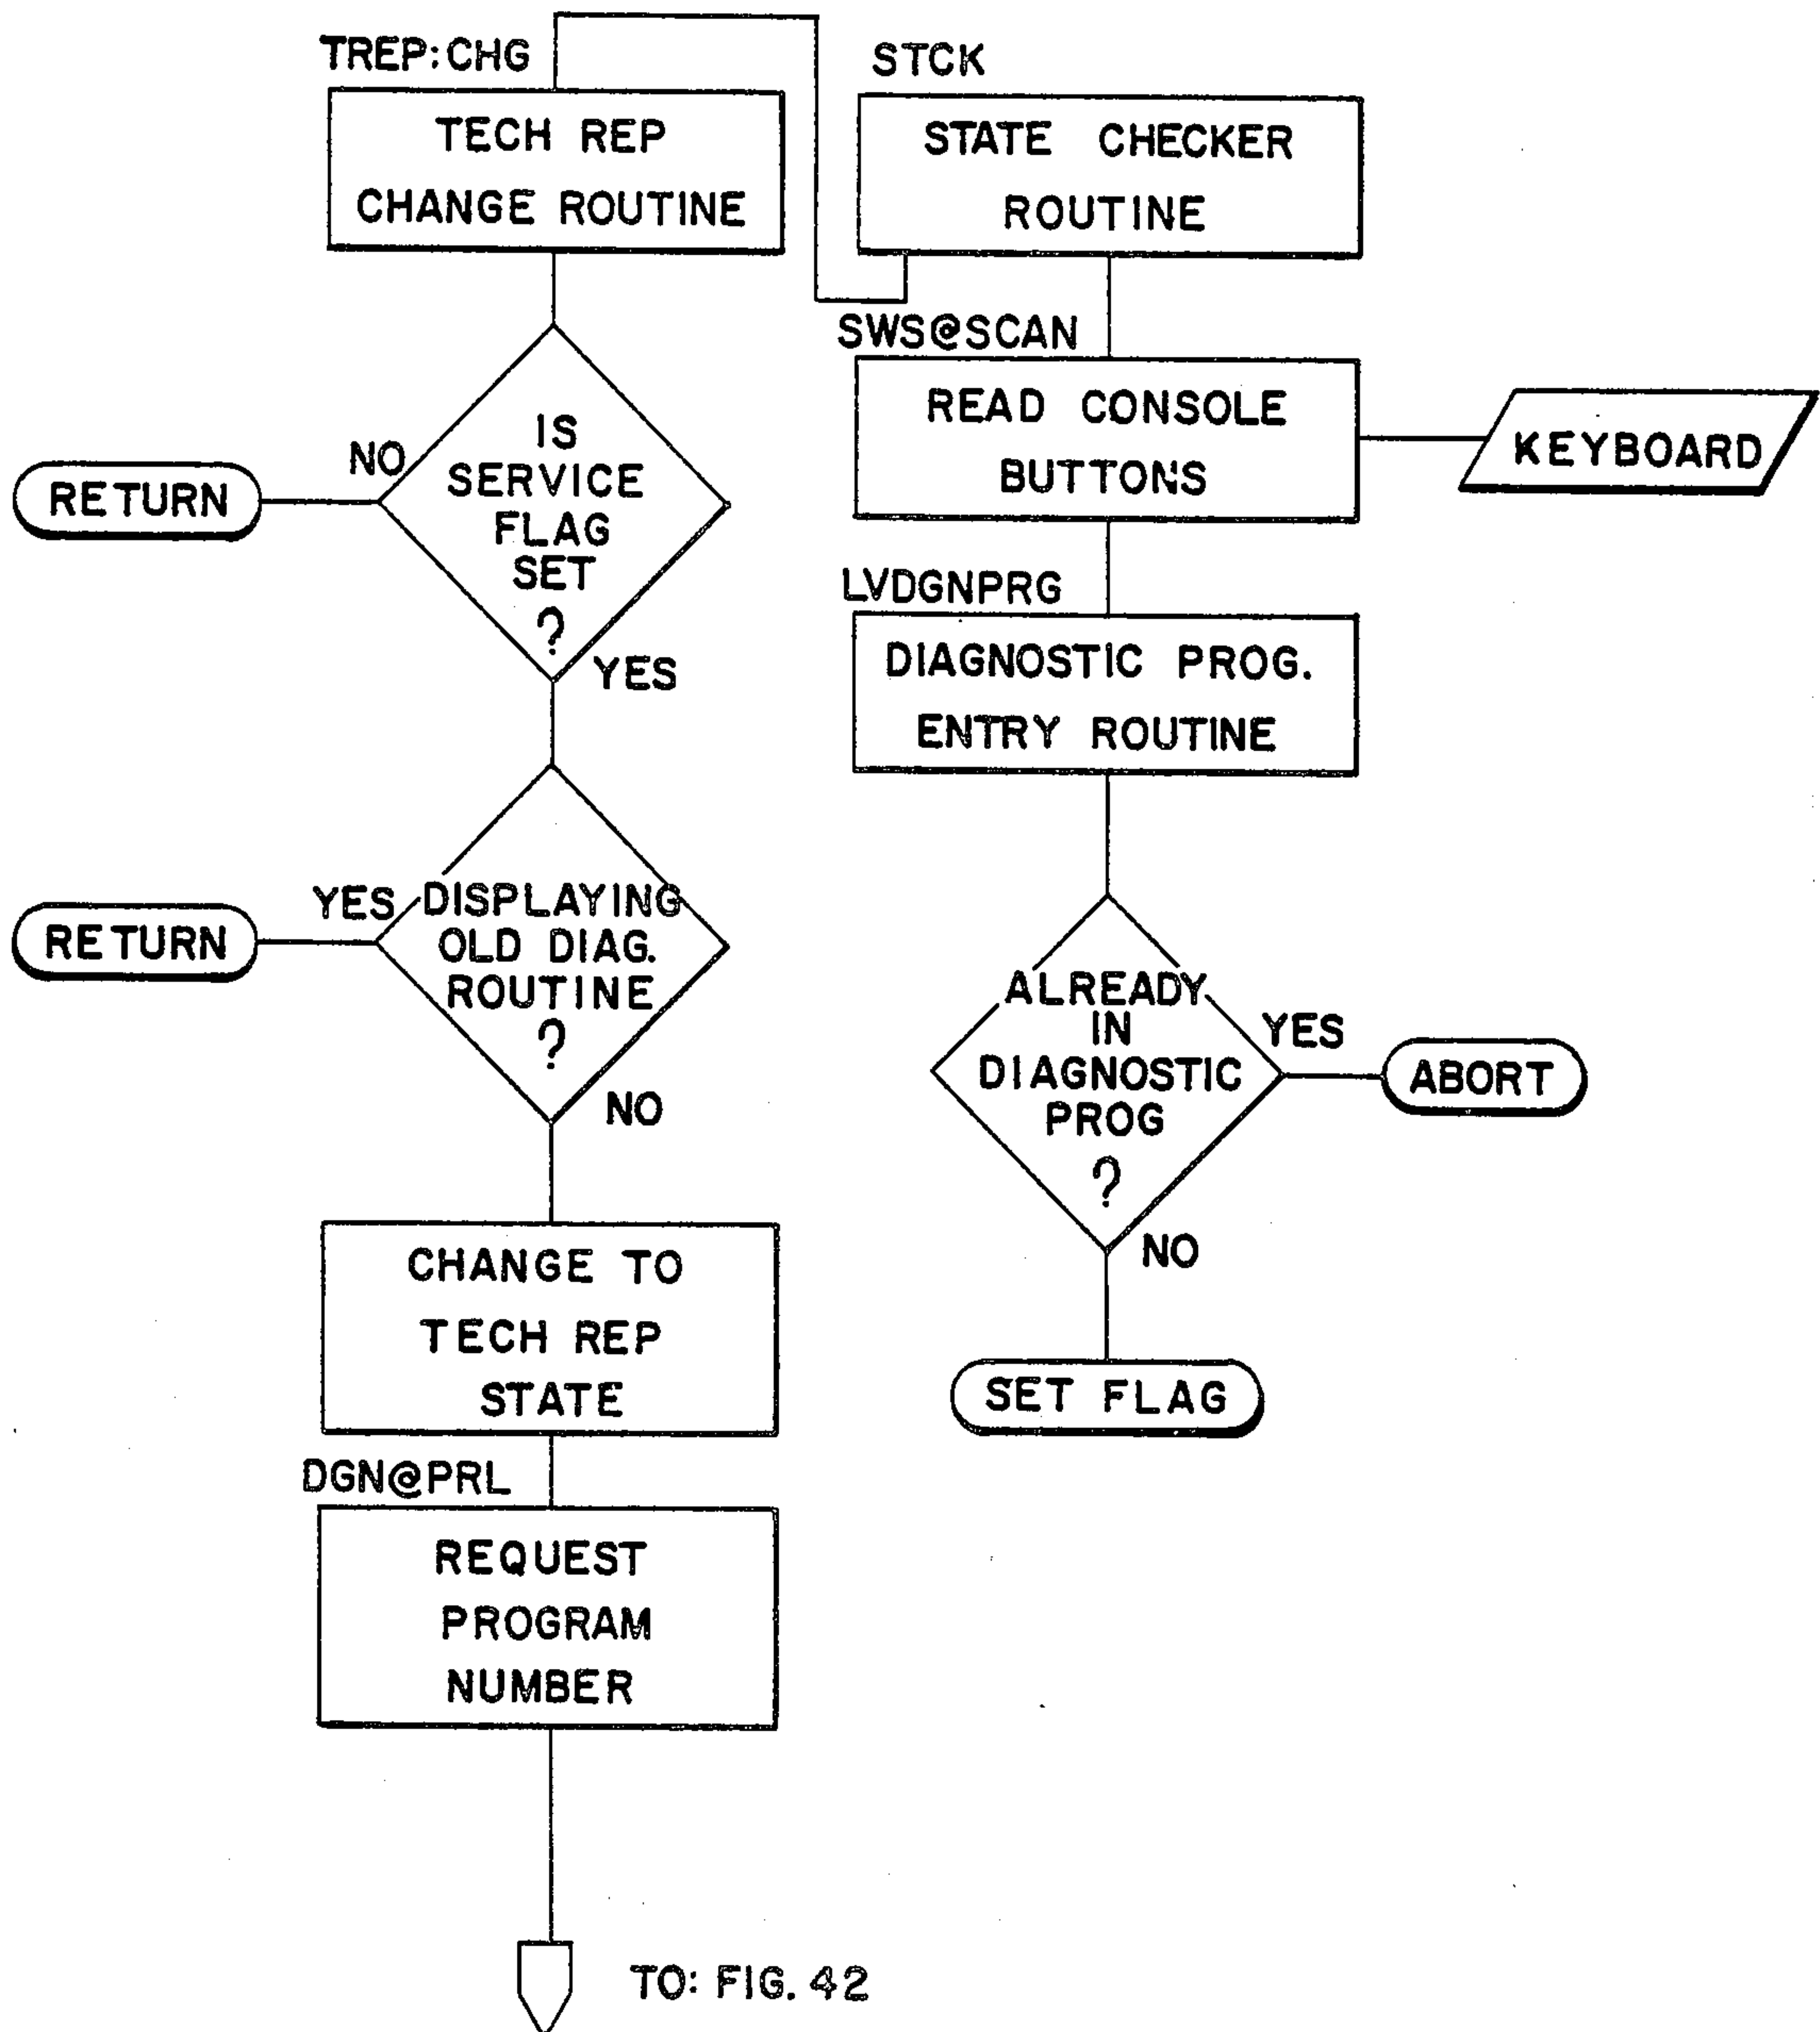 TREP:CHG
TECH REP
CHANGE ROUTINE
IS
SERVICE
FLAG
SET
?
NO
RETURN
YES
DISPLAYING
OLD DIAG.
ROUTINE
?
YES
RETURN
NO
CHANGE TO
TECH REP
STATE
DGN@PRL
REQUEST
PROGRAM
NUMBER
TO: FIG. 42
STCK
STATE CHECKER
ROUTINE
SWS@SCAN
READ CONSOLE
BUTTONS
KEYBOARD
LVDGNPRG
DIAGNOSTIC PROG.
ENTRY ROUTINE
ALREADY
IN
DIAGNOSTIC
PROG
?
YES
ABORT
NO
SET FLAG